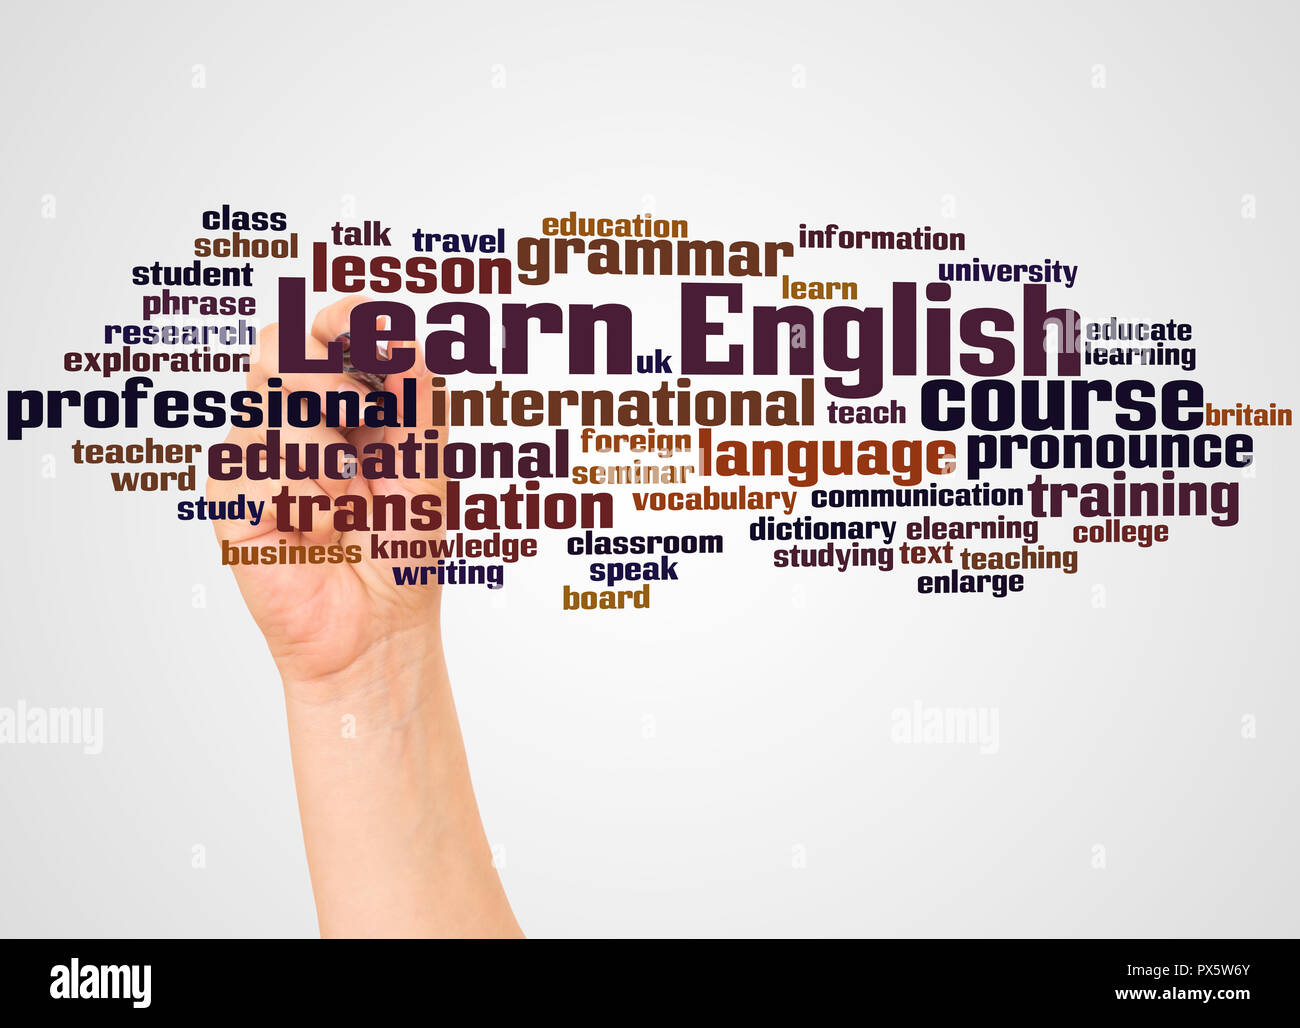 class
talk
travel
education
information
school
lesson
grammar
student
learn
university
phrase
Learn English
research
uk
educate
exploration
learning
professional
international
teach
course
britain
teacher
educational
foreign
language
pronounce
word
seminar
study
translation
vocabulary
communication
training
business
knowledge
classroom
dictionary
elearning
college
writing
speak
studying
text
teaching
board
enlarge
alamy
alamy
alamy
Image ID: PX5W6Y
www.alamy.com